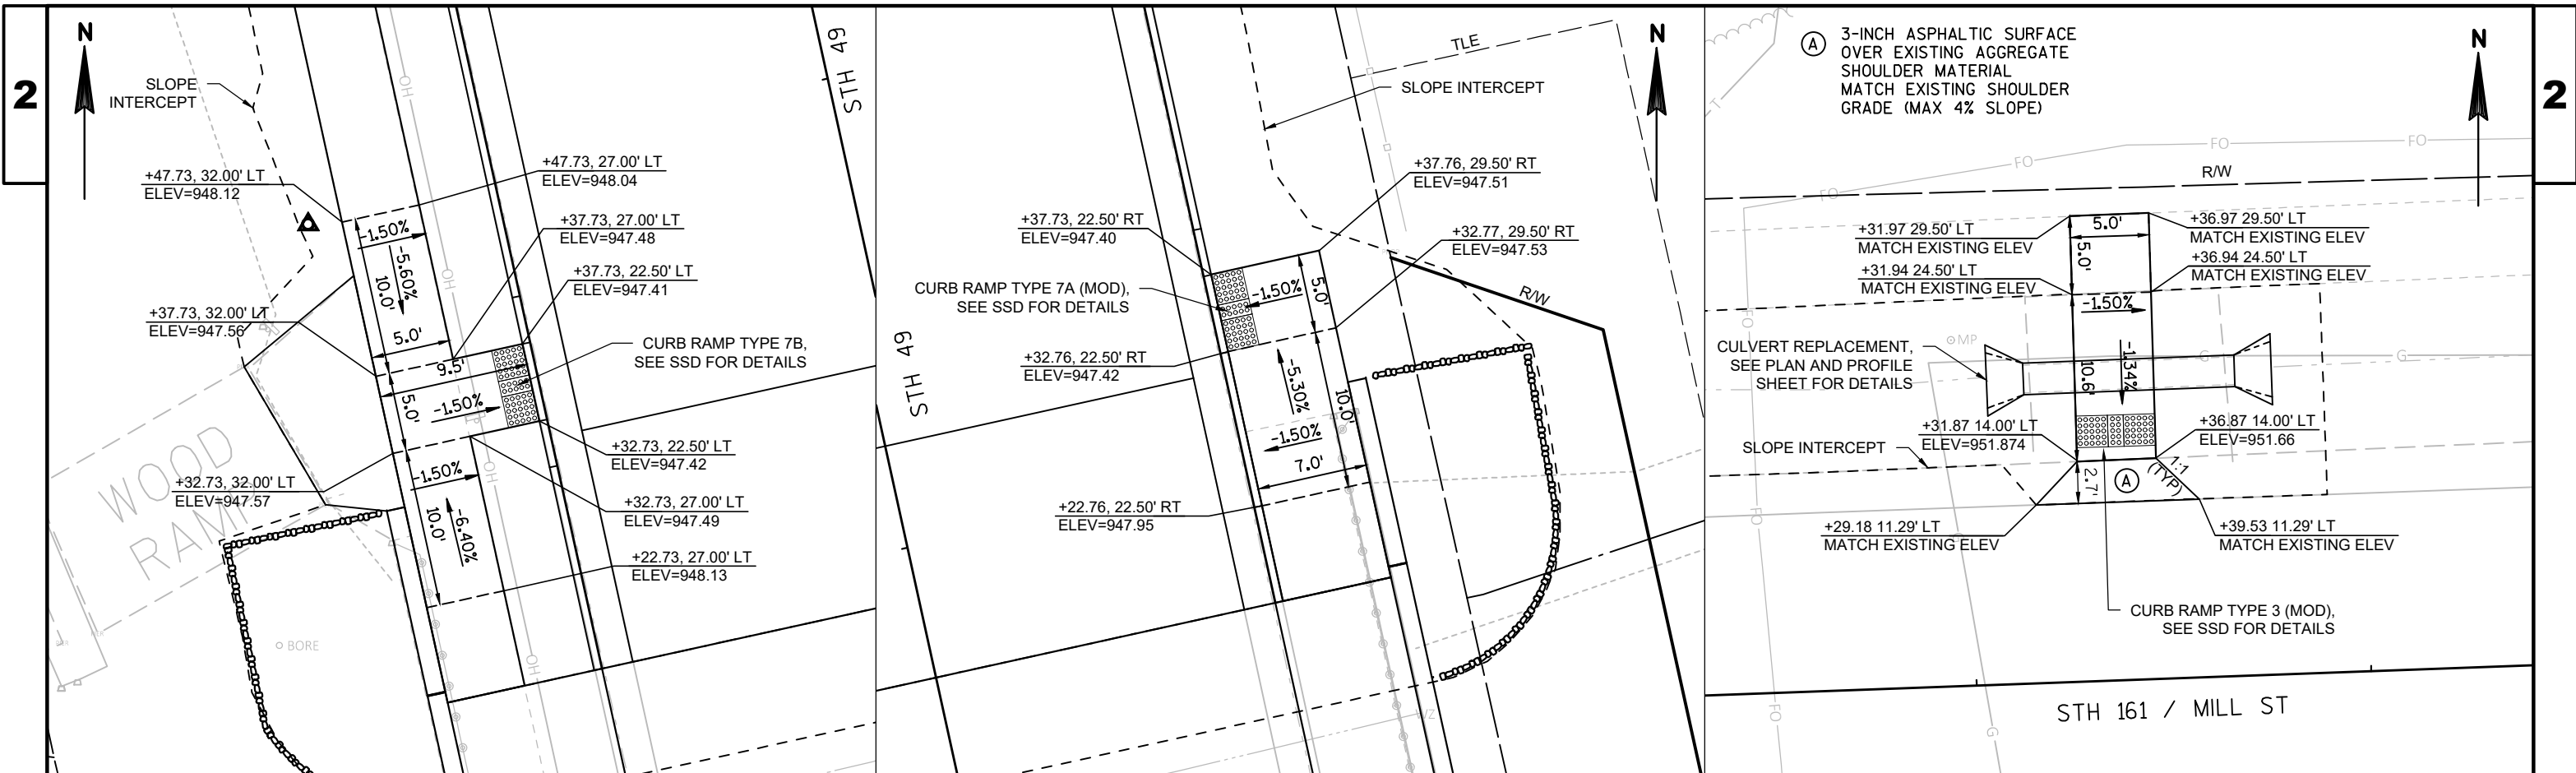 2
N
SLOPE
INTERCEPT
OH
STH 49
+47.73, 32.00' LT
ELEV=948.12
+47.73, 27.00' LT
ELEV=948.04
-1.50%
-5.60%
10.0'
+37.73, 27.00' LT
ELEV=947.48
OH
+37.73, 22.50' LT
ELEV=947.41
+37.73, 32.00' LT
ELEV=947.56
5.0'
9.5'
CURB RAMP TYPE 7B,
SEE SSD FOR DETAILS
5.0'
-1.50%
WOOD
RAMP
+32.73, 22.50' LT
ELEV=947.42
-1.50%
OH
+32.73, 32.00' LT
ELEV=947.57
+32.73, 27.00' LT
ELEV=947.49
10.0'
-6.40%
+22.73, 27.00' LT
ELEV=948.13
BORE
OH
TLE
N
SLOPE INTERCEPT
+37.76, 29.50' RT
ELEV=947.51
+37.73, 22.50' RT
ELEV=947.40
+32.77, 29.50' RT
ELEV=947.53
CURB RAMP TYPE 7A (MOD),
SEE SSD FOR DETAILS
-1.50%
5.0'
R/W
STH 49
+32.76, 22.50' RT
ELEV=947.42
-5.30%
10.0'
-1.50%
7.0'
+22.76, 22.50' RT
ELEV=947.95
WZ
A
3-INCH ASPHALTIC SURFACE
OVER EXISTING AGGREGATE
SHOULDER MATERIAL
MATCH EXISTING SHOULDER
GRADE (MAX 4% SLOPE)
N
2
T
FO
FO
FO
FO
R/W
+31.97 29.50' LT
MATCH EXISTING ELEV
5.0'
5.0'
+36.97 29.50' LT
MATCH EXISTING ELEV
+31.94 24.50' LT
MATCH EXISTING ELEV
+36.94 24.50' LT
MATCH EXISTING ELEV
-1.50%
FO
MP
CULVERT REPLACEMENT,
SEE PLAN AND PROFILE
SHEET FOR DETAILS
10.6'
-1.34%
G
G
+31.87 14.00' LT
ELEV=951.874
+36.87 14.00' LT
ELEV=951.66
SLOPE INTERCEPT
1:1
(TYP)
2.7'
A
FO
+29.18 11.29' LT
MATCH EXISTING ELEV
+39.53 11.29' LT
MATCH EXISTING ELEV
G
CURB RAMP TYPE 3 (MOD),
SEE SSD FOR DETAILS
FO
G
STH 161 / MILL ST